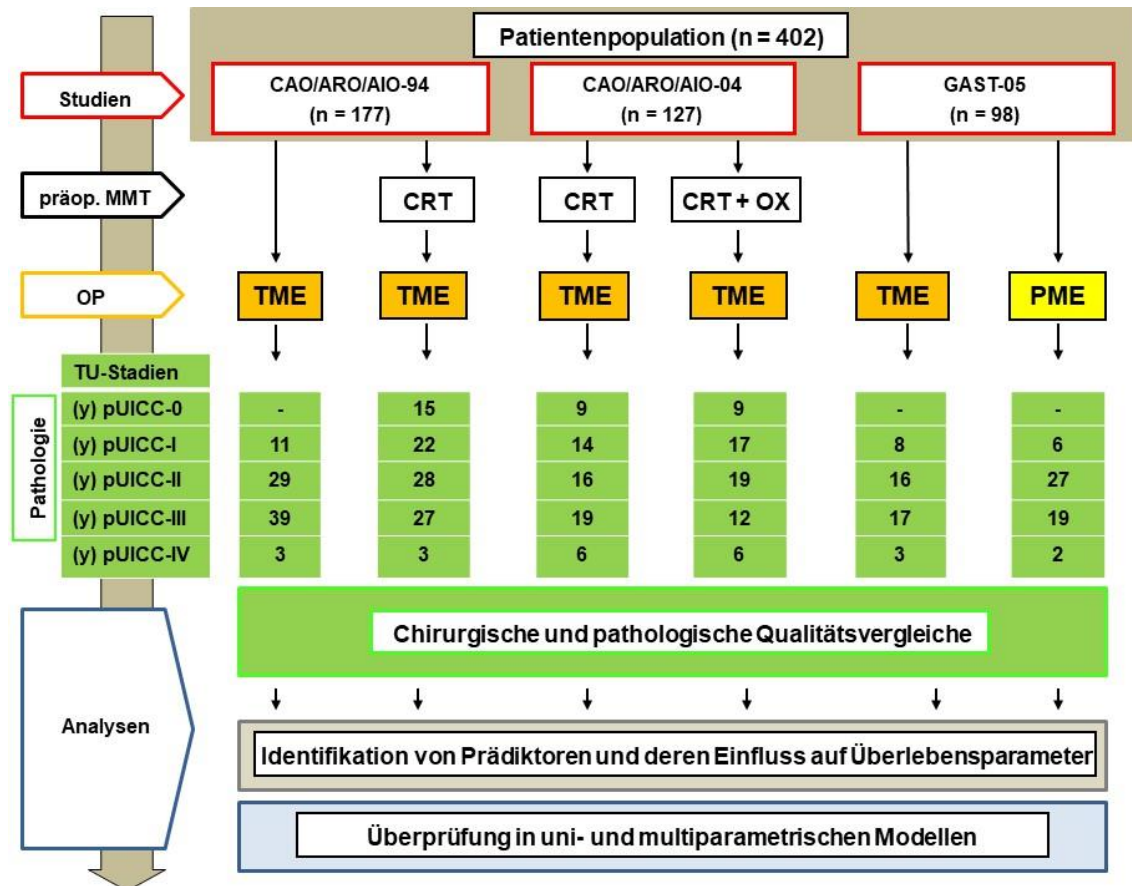 Patientenpopulation (n = 402)
Studien
CAO/ARO/AIO-94
(n = 177)
CAO/ARO/AIO-04
(n = 127)
GAST-05
(n = 98)
präop. MMT
CRT
CRT
CRT + OX
OP
TME
TME
TME
TME
TME
PME
Pathologie
TU-Stadien
(y) pUICC-0 - 15 9 9 - -
(y) pUICC-I 11 22 14 17 8 6
(y) pUICC-II 29 28 16 19 16 27
(y) pUICC-III 39 27 19 12 17 19
(y) pUICC-IV 3 3 6 6 3 2
Analysen
Chirurgische und pathologische Qualitätsvergleiche
Identifikation von Prädiktoren und deren Einfluss auf Überlebensparameter
Überprüfung in uni- und multiparametrischen Modellen